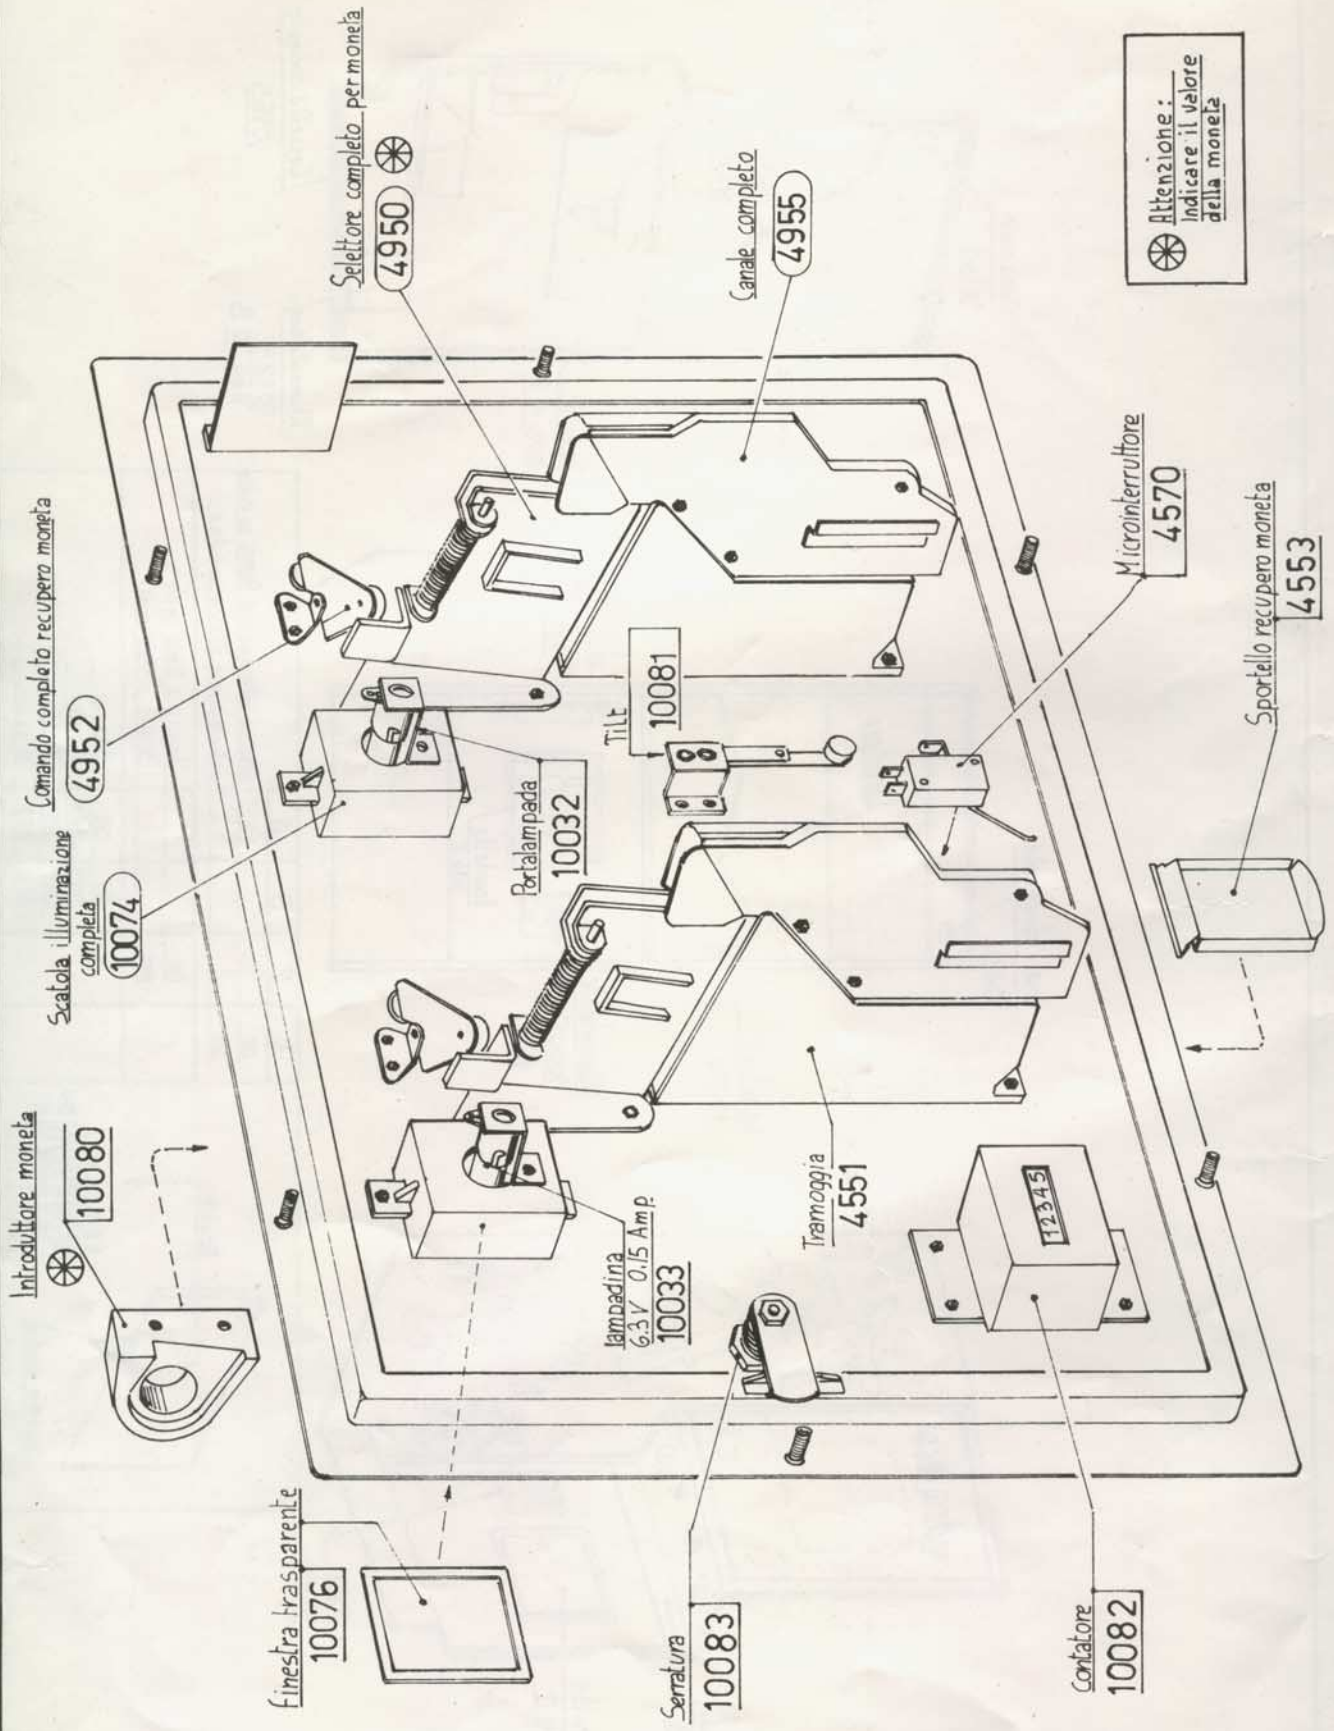 Introduttore moneta
10080
Scatola illuminazione
completa
10074
Comando completo recupero moneta
4952
Selettore completo per moneta
4950
Finestra trasparente
10076
Portalampada
10032
Tilt
10081
Canale completo
4955
lampadina
6.3 V 0.15 Amp.
10033
Serratura
10083
Tramoggia
4551
12345
Contatore
10082
Microinterruttore
4570
Sportello recupero moneta
4553
Attenzione:
Indicare il valore
della moneta